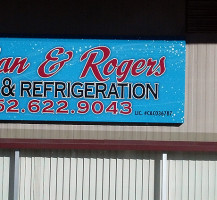 an & Rogers
& REFRIGERATION
52.622.9043
LIC. #CAC036787